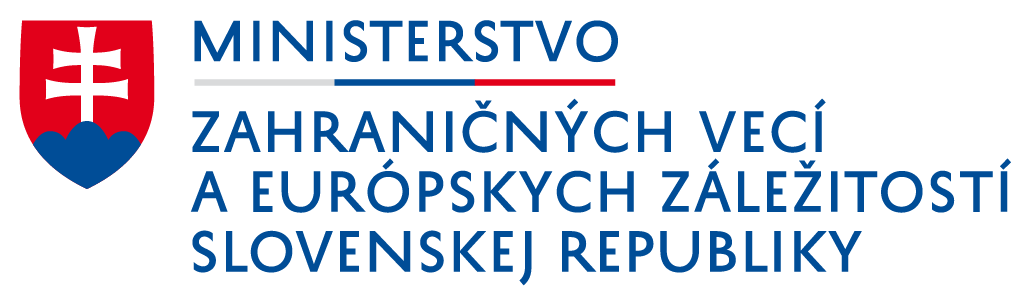 MINISTERSTVO
ZAHRANIČNÝCH VECÍ
A EURÓPSKYCH ZÁLEŽITOSTÍ
SLOVENSKEJ REPUBLIKY